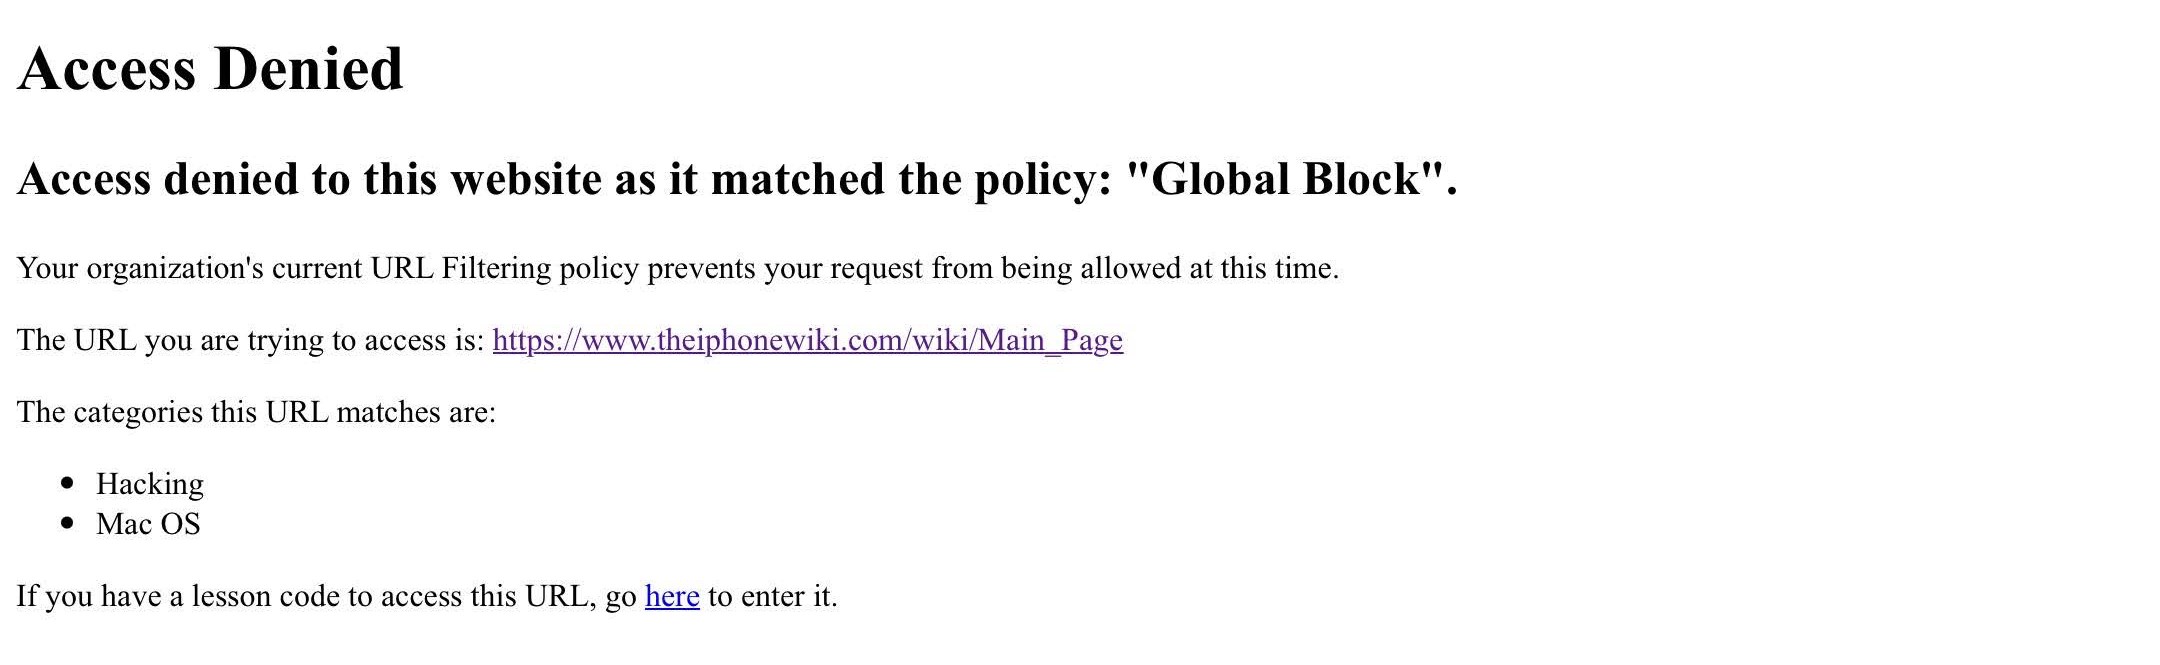 Access Denied
Access denied to this website as it matched the policy: "Global Block".
Your organization's current URL Filtering policy prevents your request from being allowed at this time.
The URL you are trying to access is: https://www.theiphonewiki.com/wiki/Main_Page
The categories this URL matches are:
• Hacking
• Mac OS
If you have a lesson code to access this URL, go here to enter it.